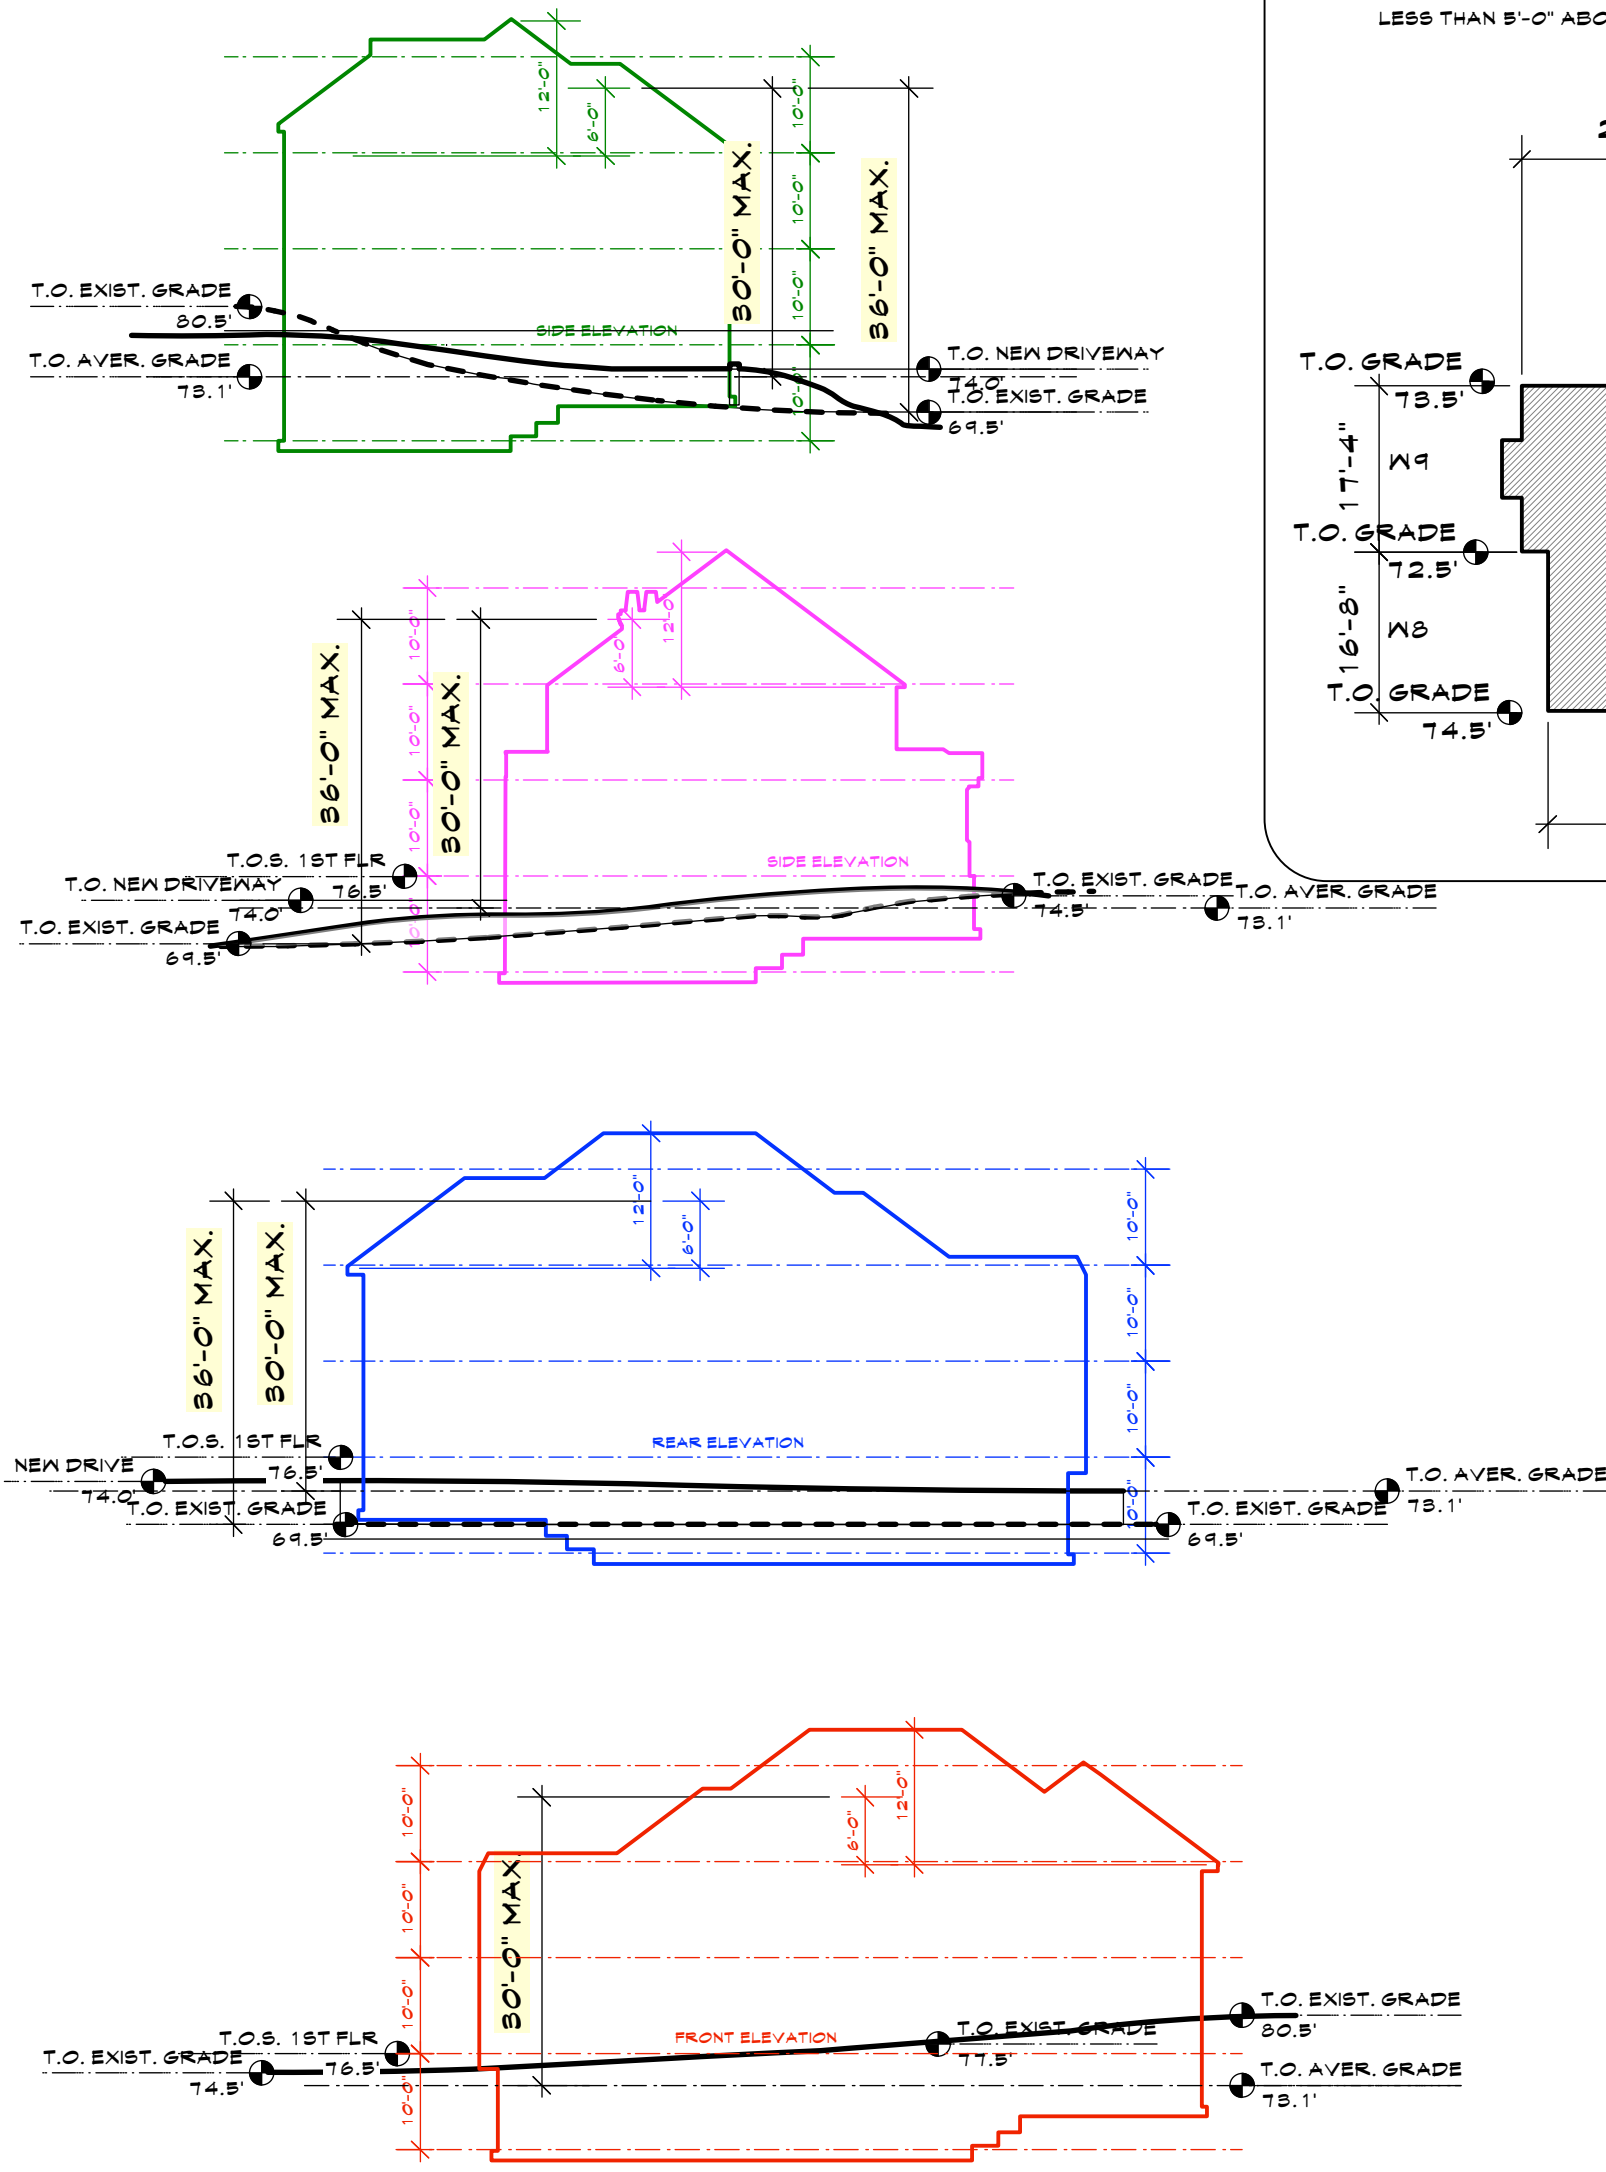 LESS THAN 5'-0" ABO
12'-0"
6'-0"
10'-0"
10'-0"
10'-0"
10'-0"
30'-0" MAX.
36'-0" MAX.
T.O. EXIST. GRADE
80.5'
SIDE ELEVATION
T.O. AVER. GRADE
73.1'
T.O. NEW DRIVEWAY
74.0'
T.O. EXIST. GRADE
69.5'
T.O. GRADE
73.5'
17'-4"
W9
T.O. GRADE
72.5'
16'-8"
W8
T.O. GRADE
74.5'
12'-0
6'-0"
10'-0"
10'-0"
10'-0"
10'-0"
36'-0" MAX.
30'-0" MAX.
SIDE ELEVATION
T.O.S. 1ST FLR
76.5'
T.O. NEW DRIVEWAY
74.0'
T.O. EXIST. GRADE
69.5'
T.O. EXIST. GRADE
74.5'
T.O. AVER. GRADE
73.1'
12'-0"
6'-0"
10'-0"
10'-0"
10'-0"
10'-0"
36'-0" MAX.
30'-0" MAX.
REAR ELEVATION
T.O.S. 1ST FLR
76.5'
NEW DRIVE
74.0'
T.O. EXIST. GRADE
69.5'
T.O. AVER. GRADE
73.1'
T.O. EXIST. GRADE
69.5'
12'-0"
6'-0"
10'-0"
10'-0"
10'-0"
10'-0"
30'-0" MAX.
FRONT ELEVATION
T.O.S. 1ST FLR
76.5'
T.O. EXIST. GRADE
74.5'
T.O. EXIST. GRADE
77.5'
T.O. EXIST. GRADE
80.5'
T.O. AVER. GRADE
73.1'